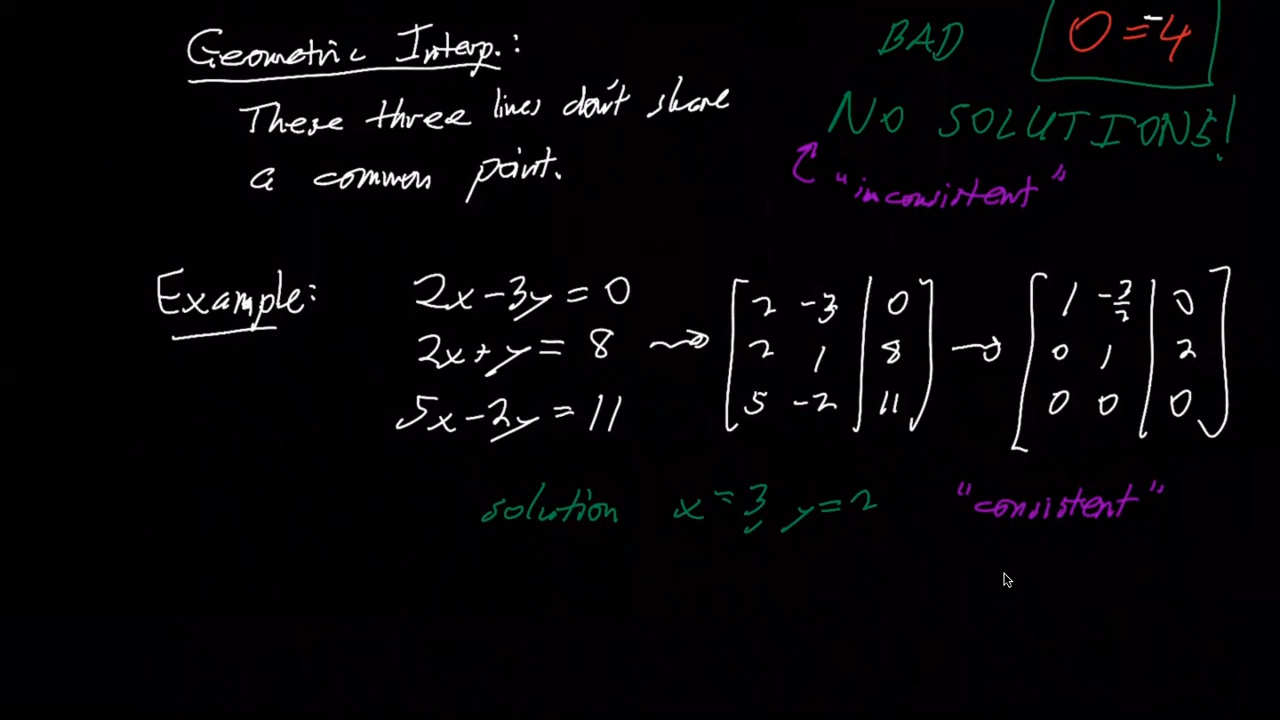 Geometric Interp.:
These three lines don't share
a common point.
BAD 0 = -4
NO SOLUTIONS!
"inconsistent"
Example:
2x - 3y = 0
2x + y = 8
5x - 2y = 11
[ 2 -3 | 0 ]
[ 2 1 | 8 ]
[ 5 -2 | 11 ]
[ 1 -3/2 | 0 ]
[ 0 1 | 2 ]
[ 0 0 | 0 ]
solution x = 3, y = 2 "consistent"